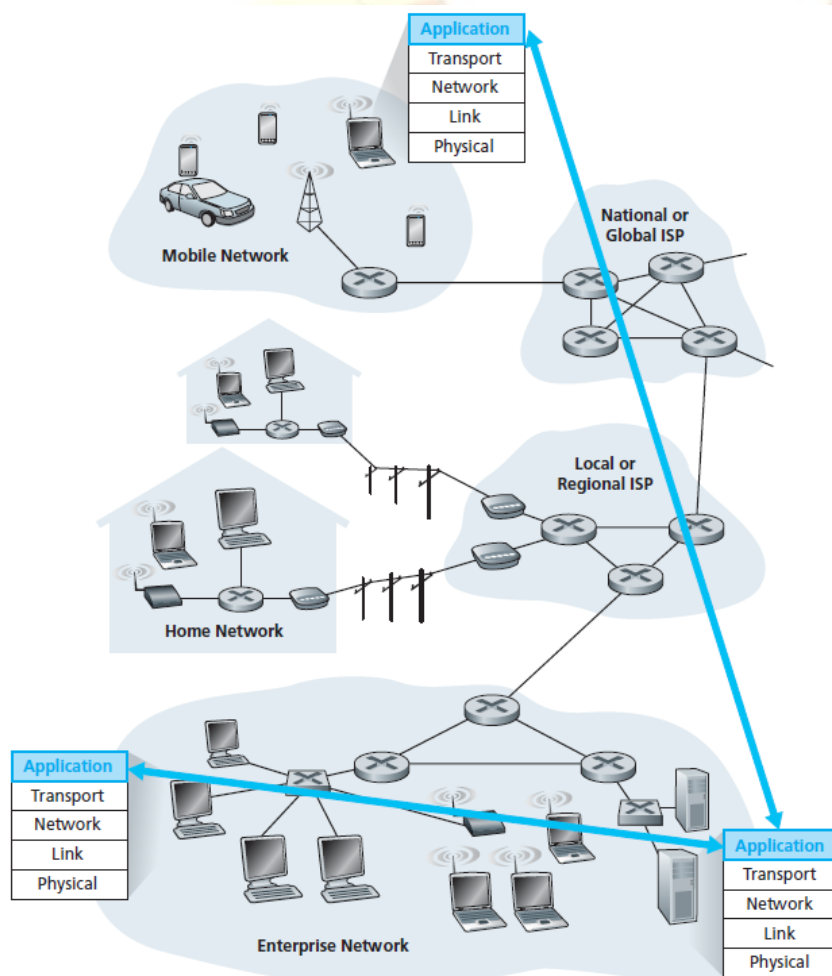 Application
Transport
Network
Link
Physical
National or
Global ISP
Mobile Network
Local or
Regional ISP
Home Network
Application
Transport
Network
Link
Physical
Application
Transport
Network
Link
Physical
Enterprise Network